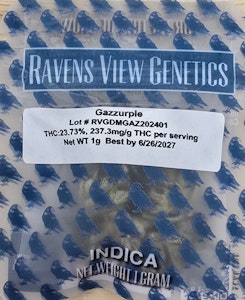 RAVENS VIEW GENETICS
Gazzurple
Lot # RVGDMGAZ202401
THC:23.73%, 237.3mg/g THC per serving
Net WT 1g  Best by 6/26/2027
INDICA
NET WEIGHT 1 GRAM